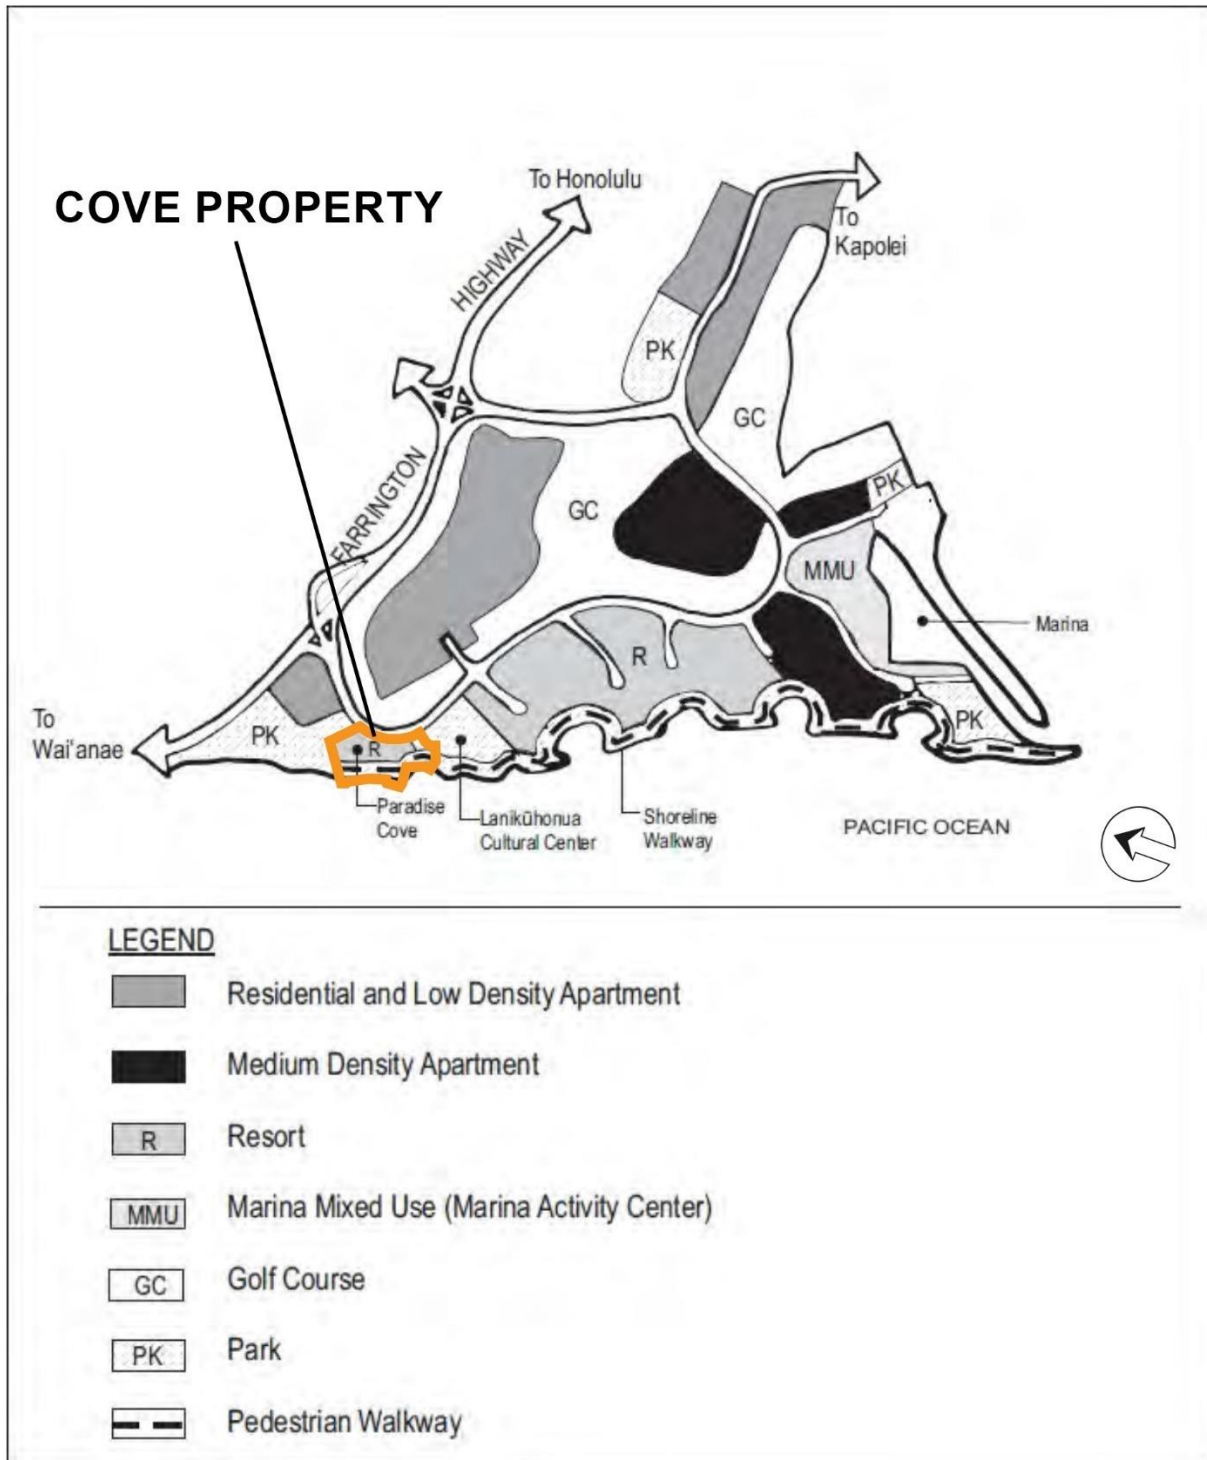 To Honolulu
COVE PROPERTY
To
Kapolei
HIGHWAY
PK
GC
FARRINGTON
GC
PK
MMU
Marina
R
To
Wai'anae
PK
R
PK
Paradise
Cove
Lanikūhonua
Cultural Center
Shoreline
Walkway
PACIFIC OCEAN
LEGEND
Residential and Low Density Apartment
Medium Density Apartment
R Resort
MMU Marina Mixed Use (Marina Activity Center)
GC Golf Course
PK Park
Pedestrian Walkway